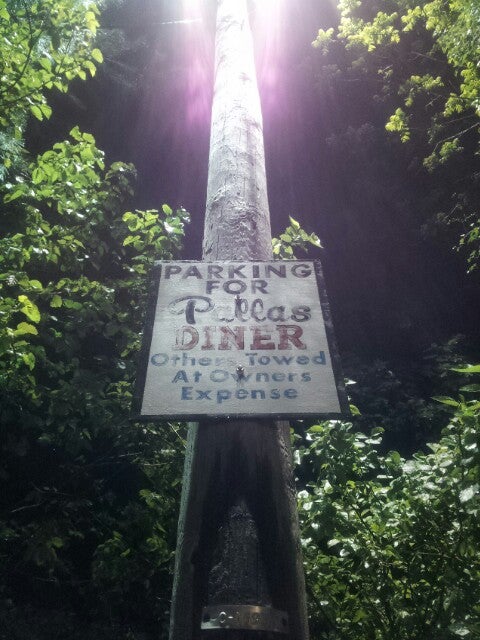 PARKING
FOR
Pallas
DINER
Others Towed
At Owners
Expense